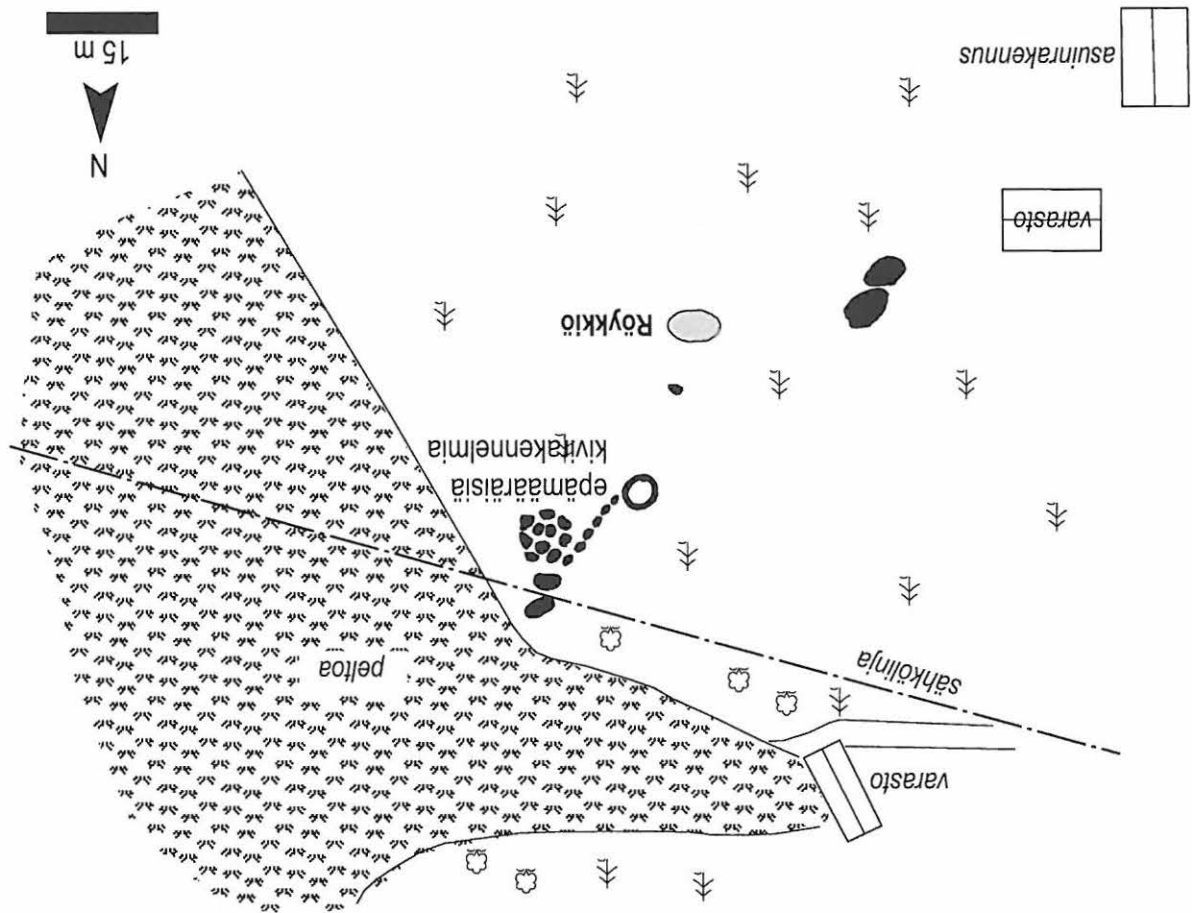 varasto
sähkölinja
peltoa
epämääräisiä
kivirakennelmia
Röykkiö
varasto
asuinrakennus
N
15 m